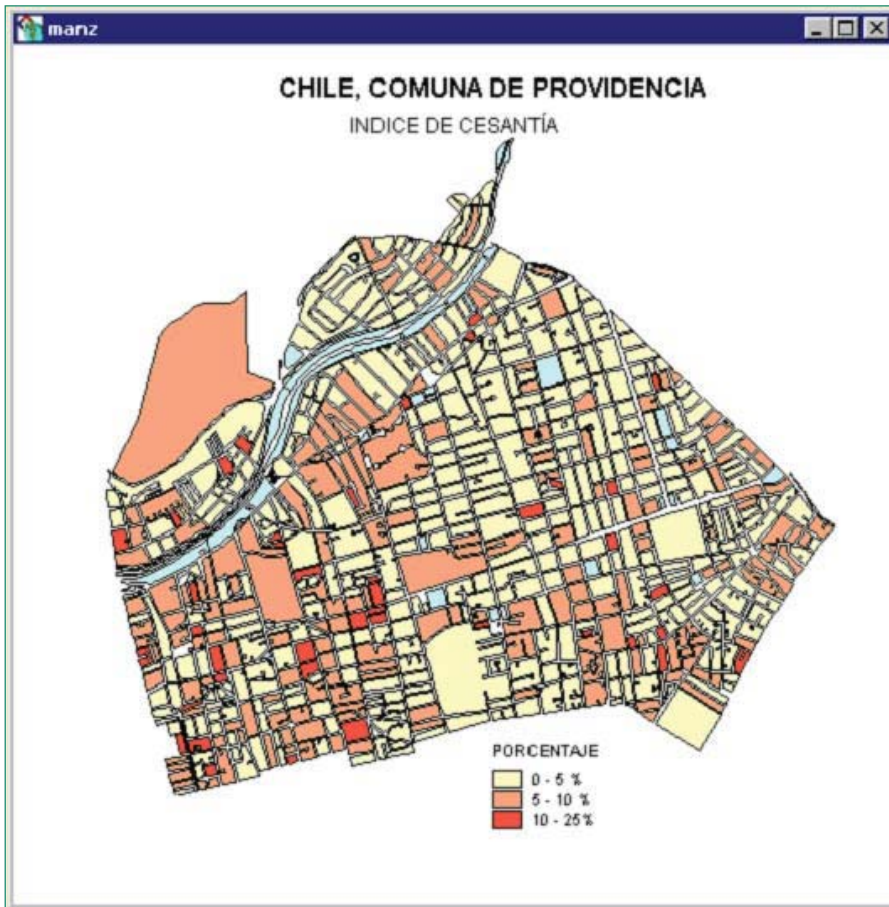 manz
CHILE, COMUNA DE PROVIDENCIA
INDICE DE CESANTÍA
PORCENTAJE
0 - 5 %
5 - 10 %
10 - 25%